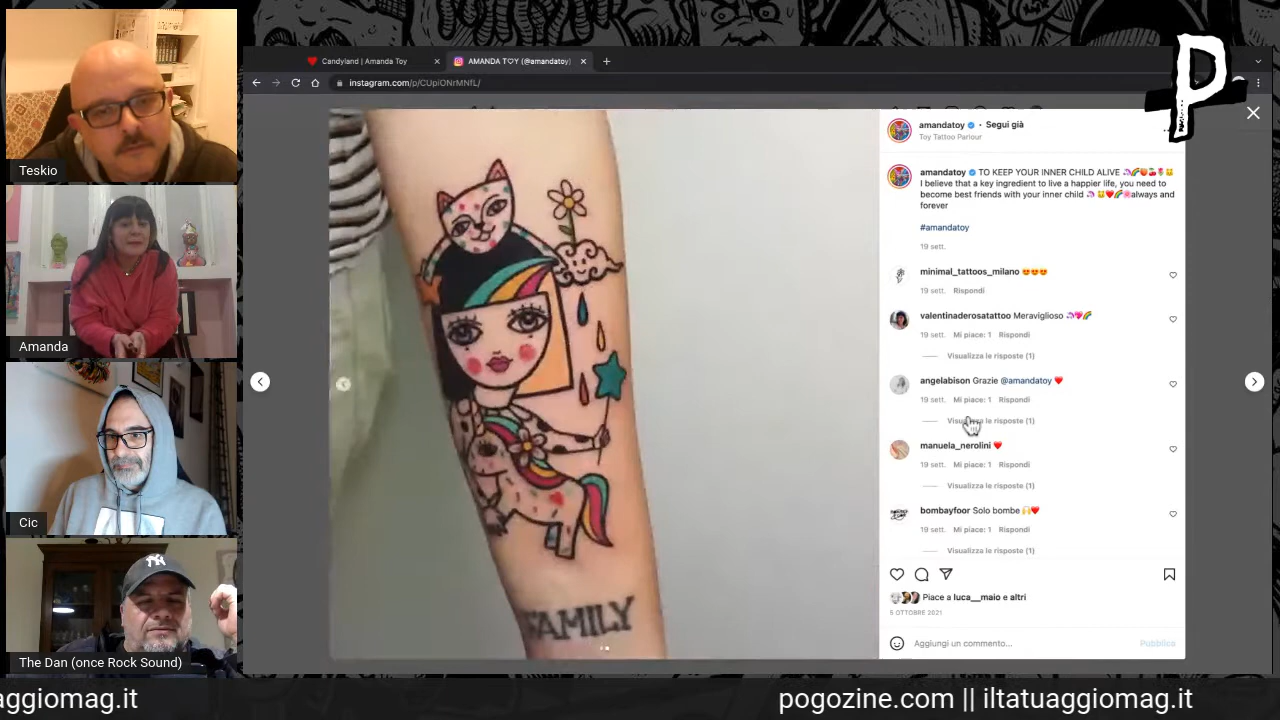 Teskio
Amanda
Cic
The Dan (once Rock Sound)
Candyland | Amanda Toy
AMANDA TOY (@amandatoy)
instagram.com/p/CUpiONrMNfL/
P
FAMILY
amandatoy • Segui già
Toy Tattoo Parlour
amandatoy TO KEEP YOUR INNER CHILD ALIVE 🦄🌈🍑🍒🌷🐱
I believe that a key ingredient to live a happier life, you need to
become best friends with your inner child 🦄 🐱❤️🌈🌸always and
forever
#amandatoy
19 sett.
minimal_tattoos_milano 😍😍😍
19 sett. Rispondi
valentinaderosatattoo Meraviglioso 🦄💖🌈
19 sett. Mi piace: 1 Rispondi
Visualizza le risposte (1)
angelabison Grazie @amandatoy ❤️
19 sett. Mi piace: 1 Rispondi
Visualizza le risposte (1)
manuela_nerolini ❤️
19 sett. Mi piace: 1 Rispondi
Visualizza le risposte (1)
bombayfoor Solo bombe 🙌❤️
19 sett. Mi piace: 1 Rispondi
Visualizza le risposte (1)
Piace a luca__maio e altri
5 OTTOBRE 2021
Aggiungi un commento...
Pubblica
aggiomag.it
pogozine.com || iltatuaggiomag.it